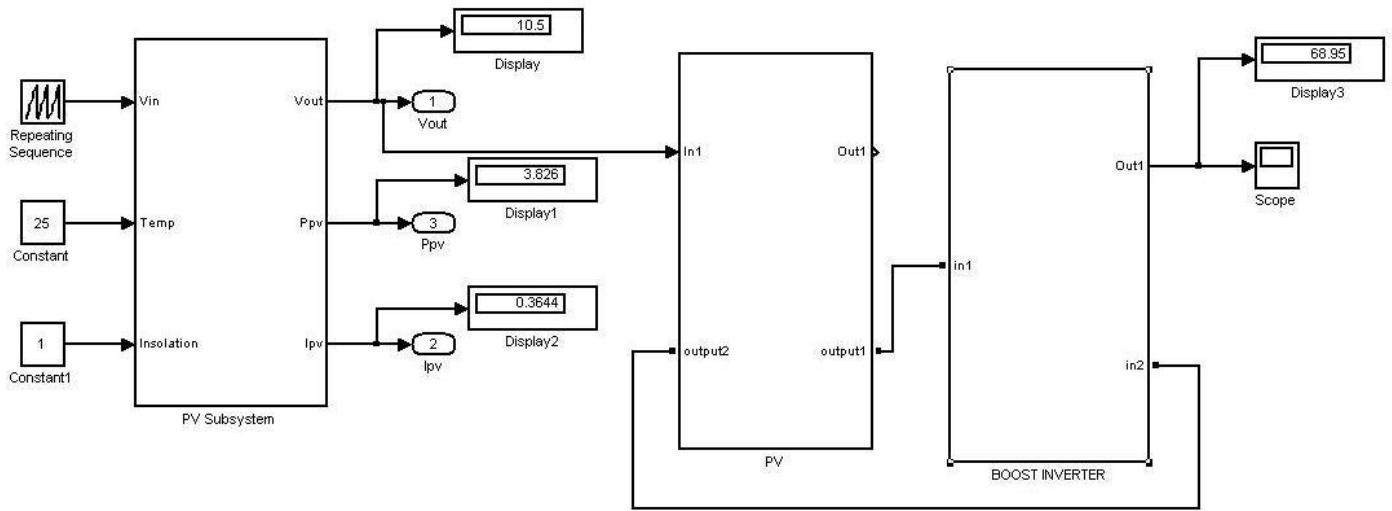 10.5
Display
Repeating
Sequence
Vin
Vout
1
Vout
3.826
Display1
25
Constant
Temp
Ppv
3
Ppv
0.3644
Display2
1
Constant1
Insolation
Ipv
2
Ipv
PV Subsystem
In1
Out1
output2
output1
PV
in1
Out1
in2
BOOST INVERTER
68.95
Display3
Scope